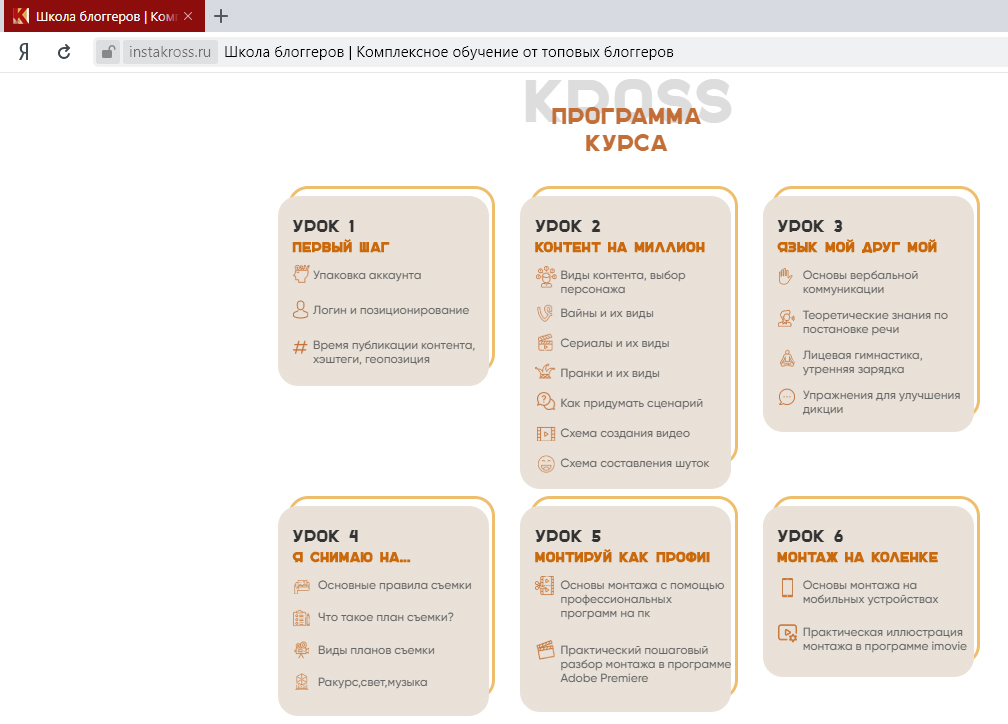 Школа блоггеров | Ком
instakross.ru Школа блоггеров | Комплексное обучение от топовых блоггеров
KROSS
ПРОГРАММА
КУРСА
УРОК 1
ПЕРВЫЙ ШАГ
Упаковка аккаунта
Логин и позиционирование
Время публикации контента,
хэштеги, геопозиция
УРОК 2
КОНТЕНТ НА МИЛЛИОН
Виды контента, выбор
персонажа
Вайны и их виды
Сериалы и их виды
Пранки и их виды
Как придумать сценарий
Схема создания видео
Схема составления шуток
УРОК 3
ЯЗЫК МОЙ ДРУГ МОЙ
Основы вербальной
коммуникации
Теоретические знания по
постановке речи
Лицевая гимнастика,
утренняя зарядка
Упражнения для улучшения
дикции
УРОК 4
Я СНИМАЮ НА...
Основные правила съемки
Что такое план съемки?
Виды планов съемки
Ракурс,свет,музыка
УРОК 5
МОНТИРУЙ КАК ПРОФИ!
Основы монтажа с помощью
профессиональных
программ на пк
Практический пошаговый
разбор монтажа в программе
Adobe Premiere
УРОК 6
МОНТАЖ НА КОЛЕНКЕ
Основы монтажа на
мобильных устройствах
Практическая иллюстрация
монтажа в программе imovie